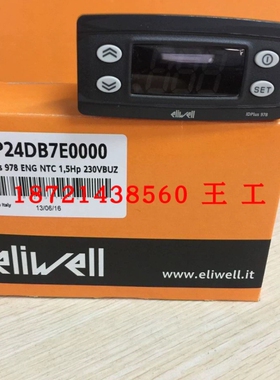 SET
eliwell
IDPlus 978
P24DB7E0000
s 978 ENG NTC 1,5Hp 230VBUZ
18721438560 王 工
Italy
13/06/16
eliwell
www.eliwell.it